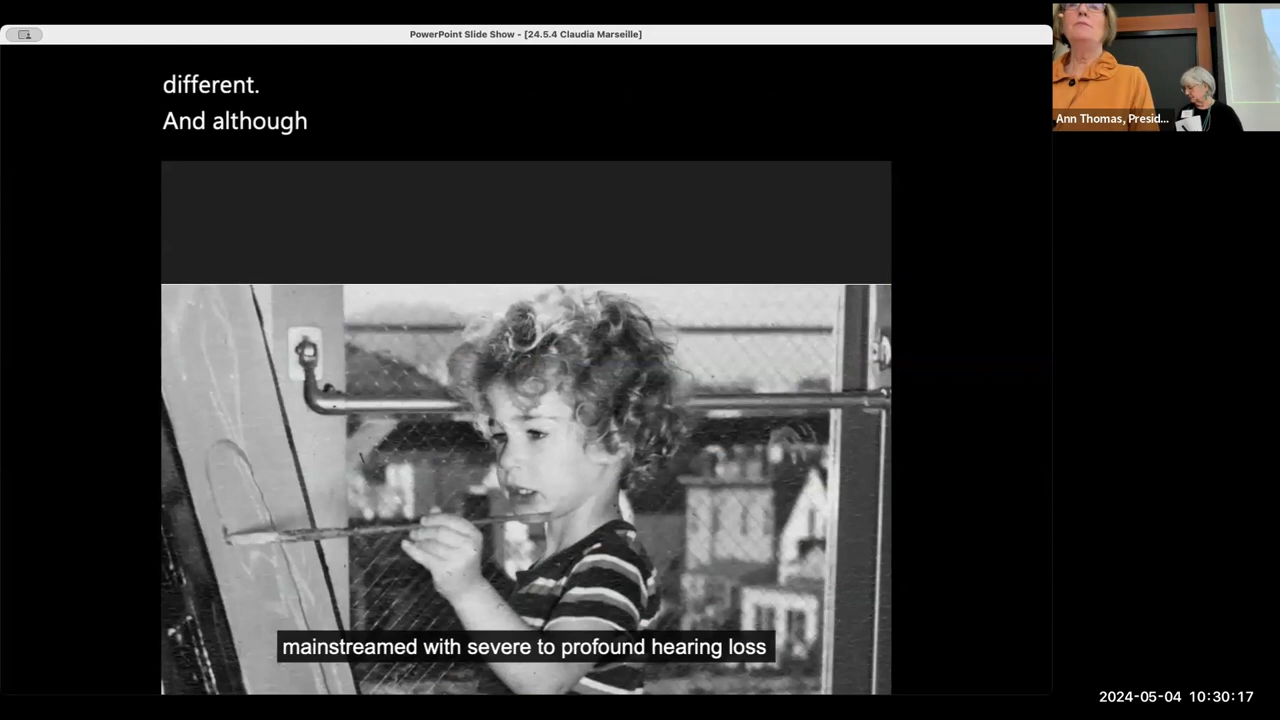 PowerPoint Slide Show - [24.5.4 Claudia Marseille]
different.
And although
mainstreamed with severe to profound hearing loss
Ann Thomas, Presid...
2024-05-04 10:30:17